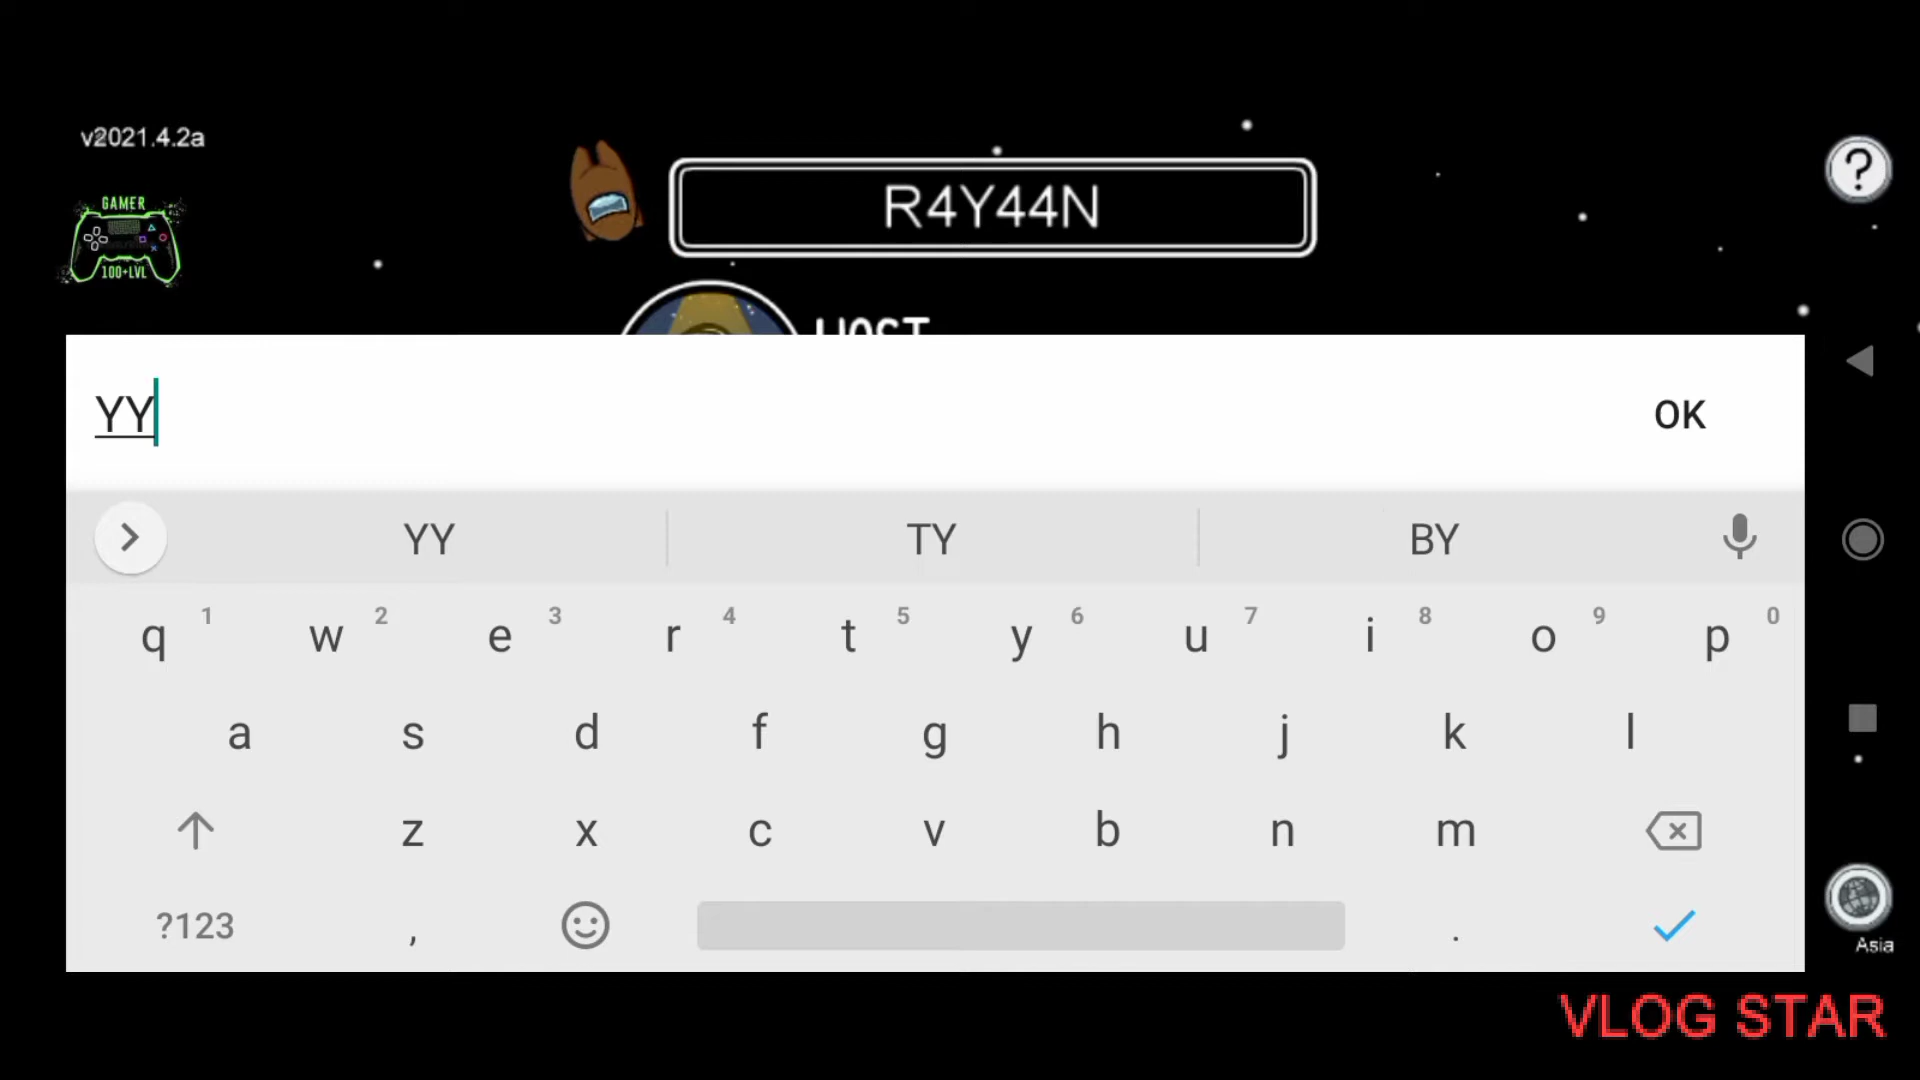 v2021.4.2a
GAMER
100+LVL
R4Y44N
HOST
YY
OK
YY TY BY
q 1 w 2 e 3 r 4 t 5 y 6 u 7 i 8 o 9 p 0
a s d f g h j k l
z x c v b n m
?123 , .
Asia
VLOG STAR